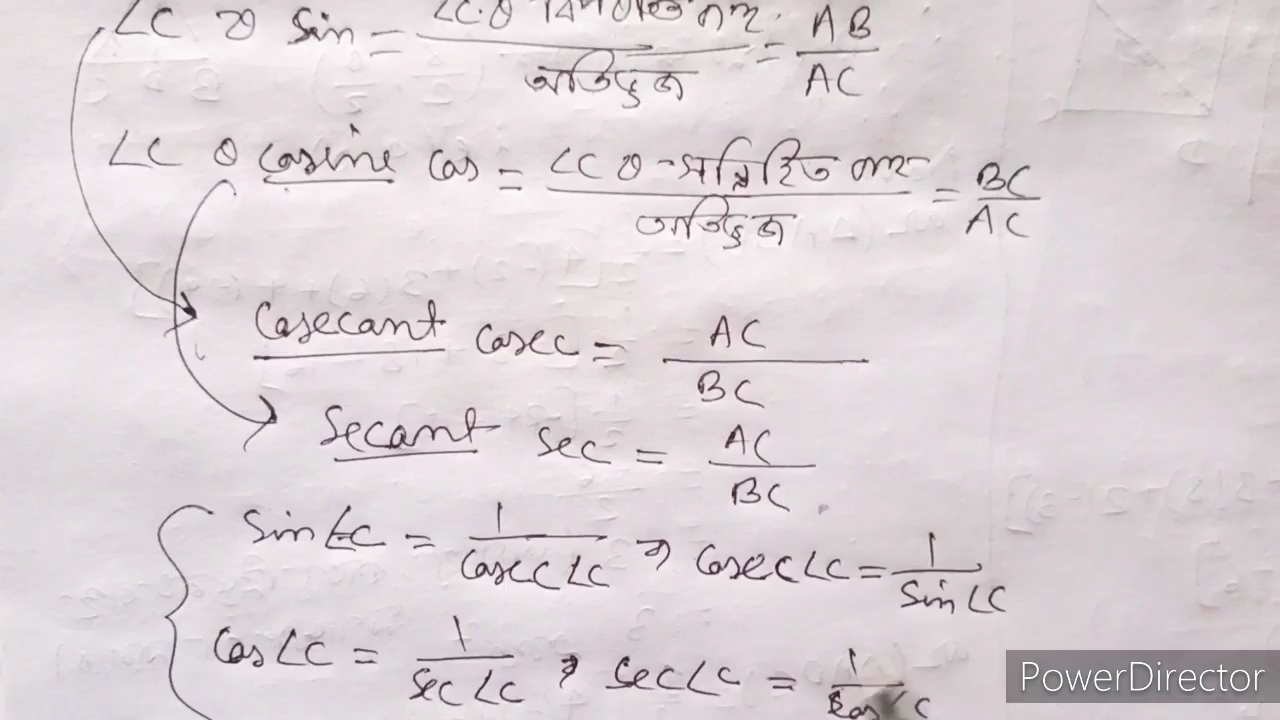 ∠C এর Sin = ∠C এর বিপরীত বাহু / অতিভুজ = AB / AC
∠C এর cosine cos = ∠C এর সন্নিহিত বাহু / অতিভুজ = BC / AC
Cosecant cosec = AC / BC
Secant sec = AC / BC
Sin∠C = 1 / Cosec∠C ⇒ Cosec∠C = 1 / Sin∠C
Cos∠C = 1 / Sec∠C ⇒ Sec∠C = 1 / Cos∠C
PowerDirector